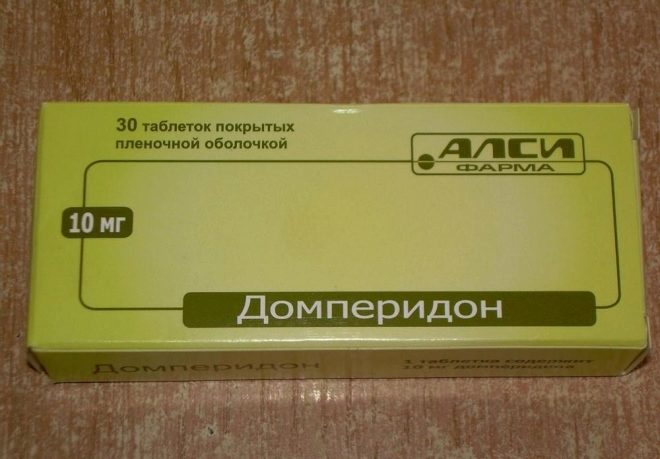 30 таблеток покрытых
пленочной оболочкой
АЛСИ
ФАРМА
10 мг
Домперидон
Домперидон
1 таблетка содержит
10 мг домперидона